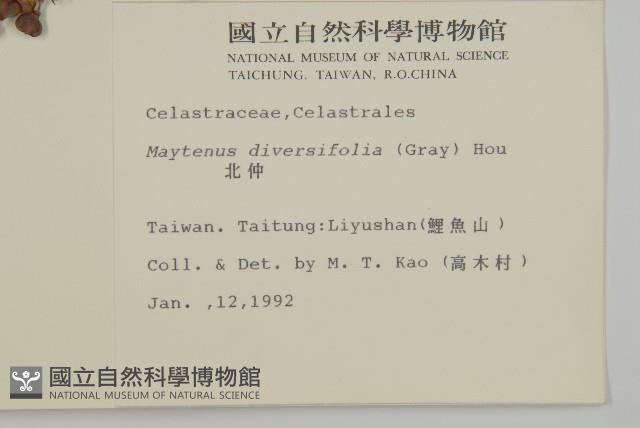 國立自然科學博物館
NATIONAL MUSEUM OF NATURAL SCIENCE
TAICHUNG, TAIWAN, R.O.CHINA
Celastraceae,Celastrales
Maytenus diversifolia (Gray) Hou
北仲
Taiwan. Taitung:Liyushan(鯉魚山)
Coll. & Det. by M. T. Kao (高木村)
Jan. ,12,1992
國立自然科學博物館
NATIONAL MUSEUM OF NATURAL SCIENCE